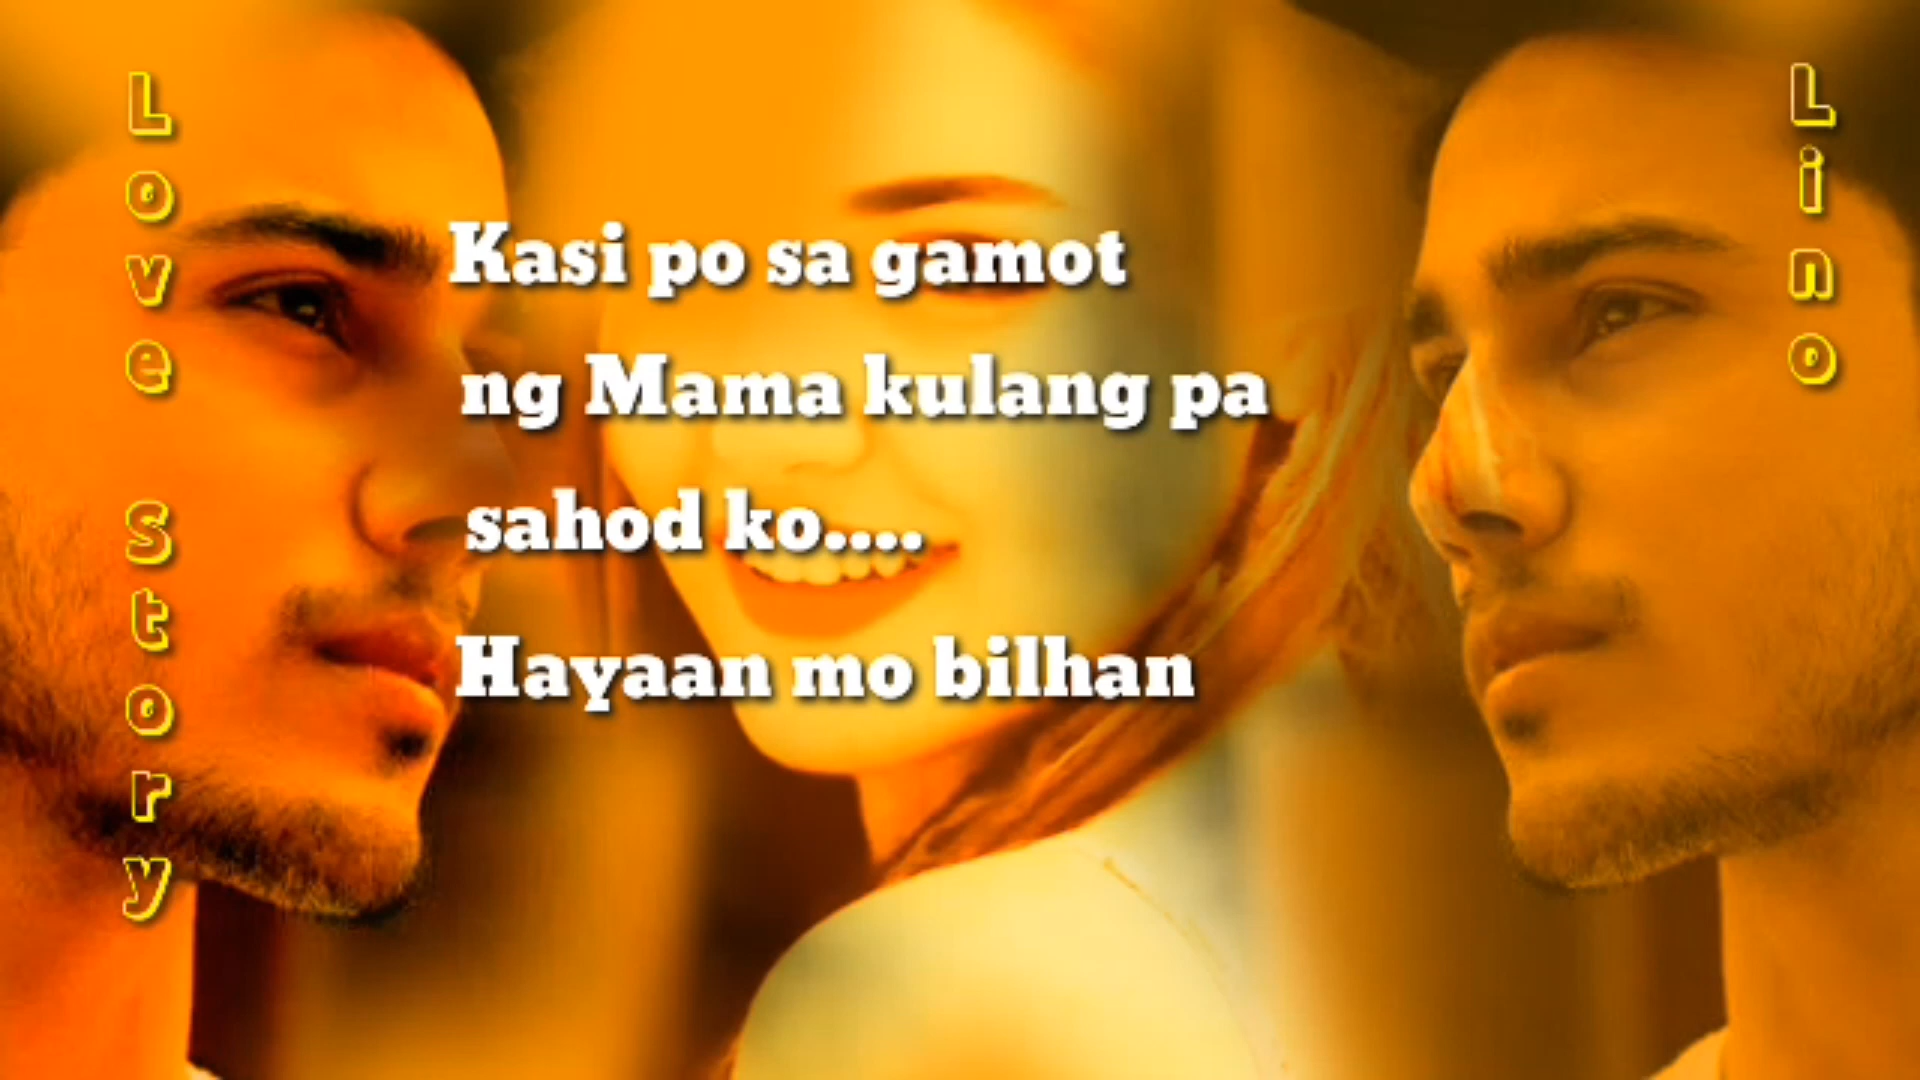 Love Story
Kasi po sa gamot
ng Mama kulang pa
sahod ko....
Hayaan mo bilhan
Lino